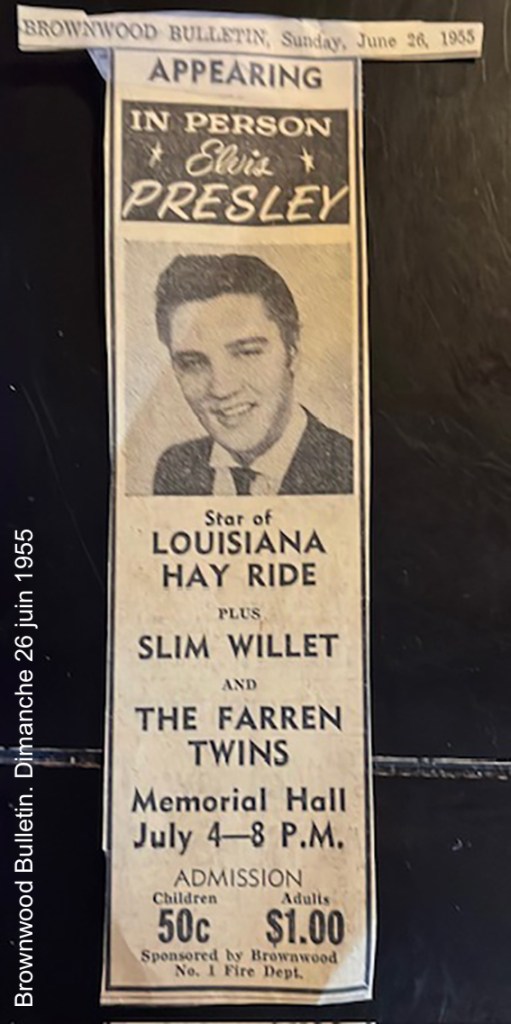 BROWNWOOD BULLETIN, Sunday, June 26, 1955
APPEARING
IN PERSON
Elvis
PRESLEY
Star of
LOUISIANA
HAY RIDE
PLUS
SLIM WILLET
AND
THE FARREN
TWINS
Memorial Hall
July 4—8 P.M.
ADMISSION
Children Adults
50c $1.00
Sponsored by Brownwood
No. 1 Fire Dept.
Brownwood Bulletin. Dimanche 26 juin 1955